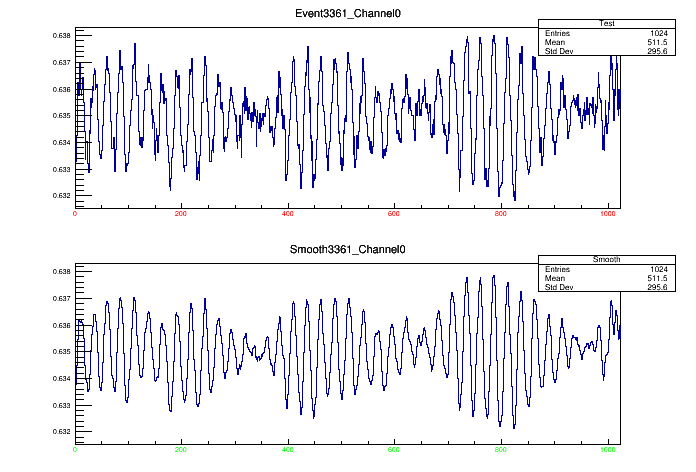 Event3361_Channel0
Test
Entries 1024
Mean 511.5
Std Dev 295.6
0.638
0.637
0.636
0.635
0.634
0.633
0.632
0 200 400 600 800 1000
Smooth3361_Channel0
Smooth
Entries 1024
Mean 511.5
Std Dev 295.6
0.638
0.637
0.636
0.635
0.634
0.633
0.632
0 200 400 600 800 1000